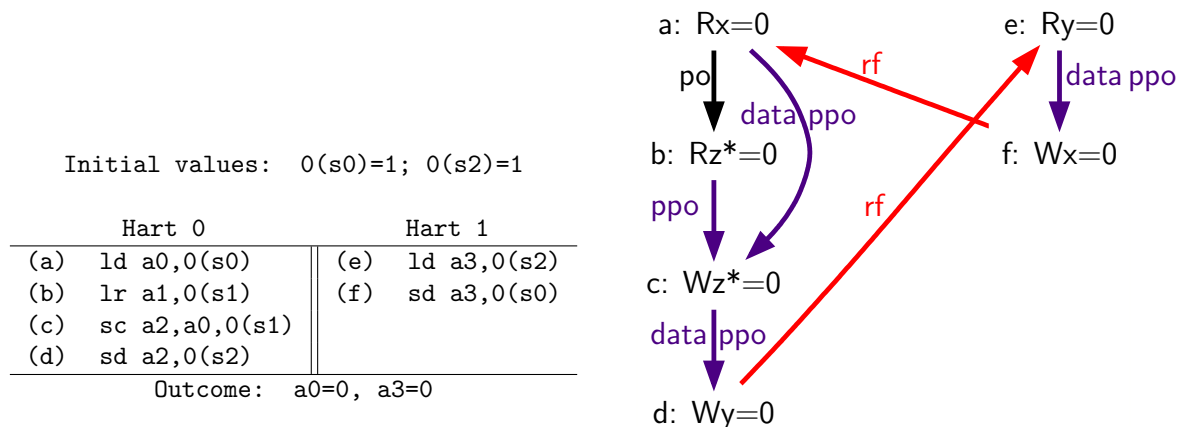 Initial values: 0(s0)=1; 0(s2)=1
Hart 0 Hart 1
(a) ld a0,0(s0) (e) ld a3,0(s2)
(b) lr a1,0(s1) (f) sd a3,0(s0)
(c) sc a2,a0,0(s1)
(d) sd a2,0(s2)
Outcome: a0=0, a3=0
a: Rx=0
e: Ry=0
po
rf
data ppo
data ppo
b: Rz*=0
f: Wx=0
ppo
rf
c: Wz*=0
data ppo
d: Wy=0